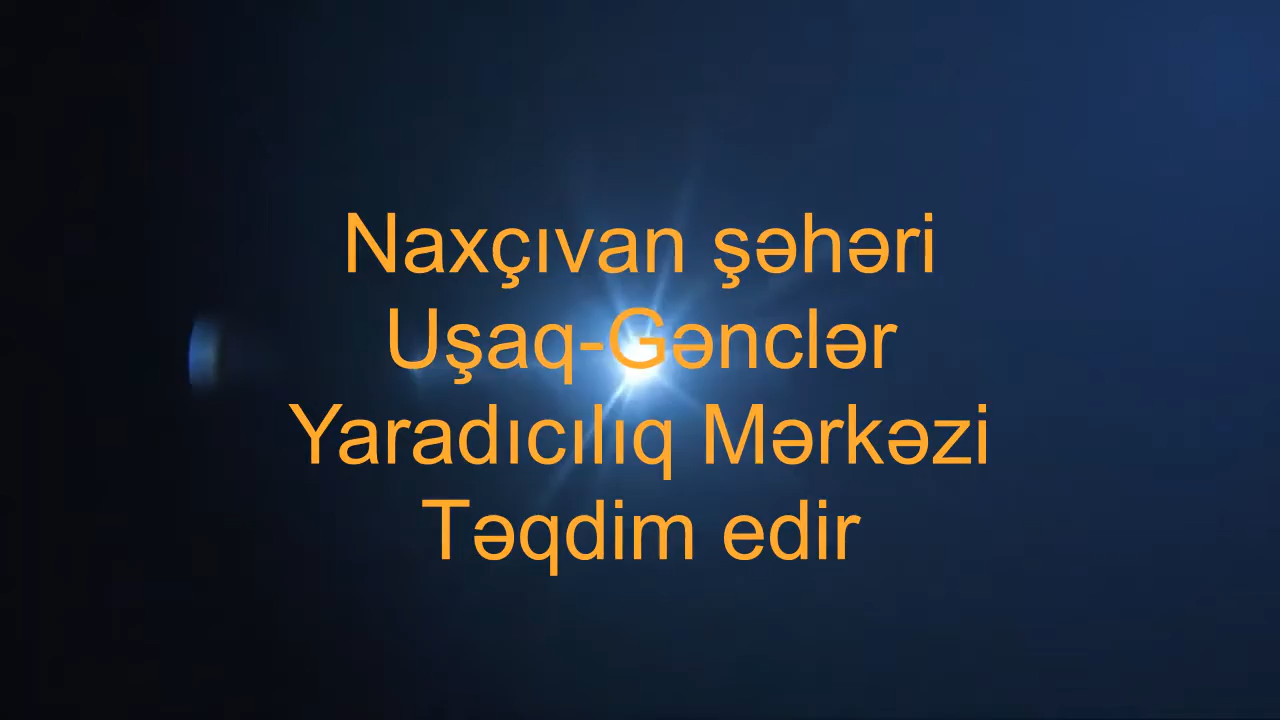 Naxçıvan şəhəri
Uşaq-Gənclər
Yaradıcılıq Mərkəzi
Təqdim edir